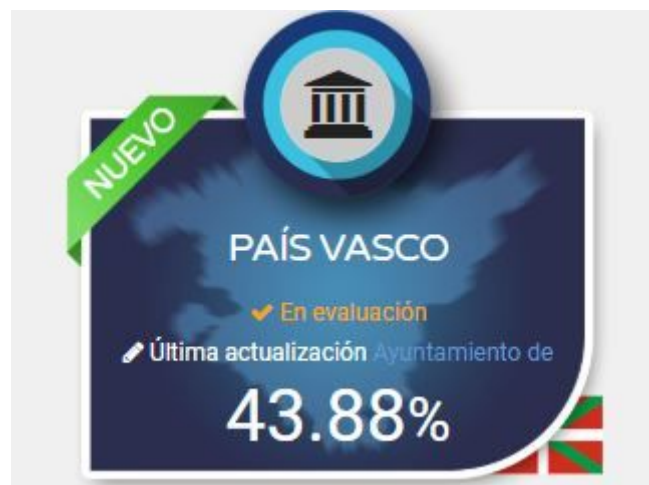 NUEVO
PAÍS VASCO
En evaluación
Última actualización Ayuntamiento de
43.88%